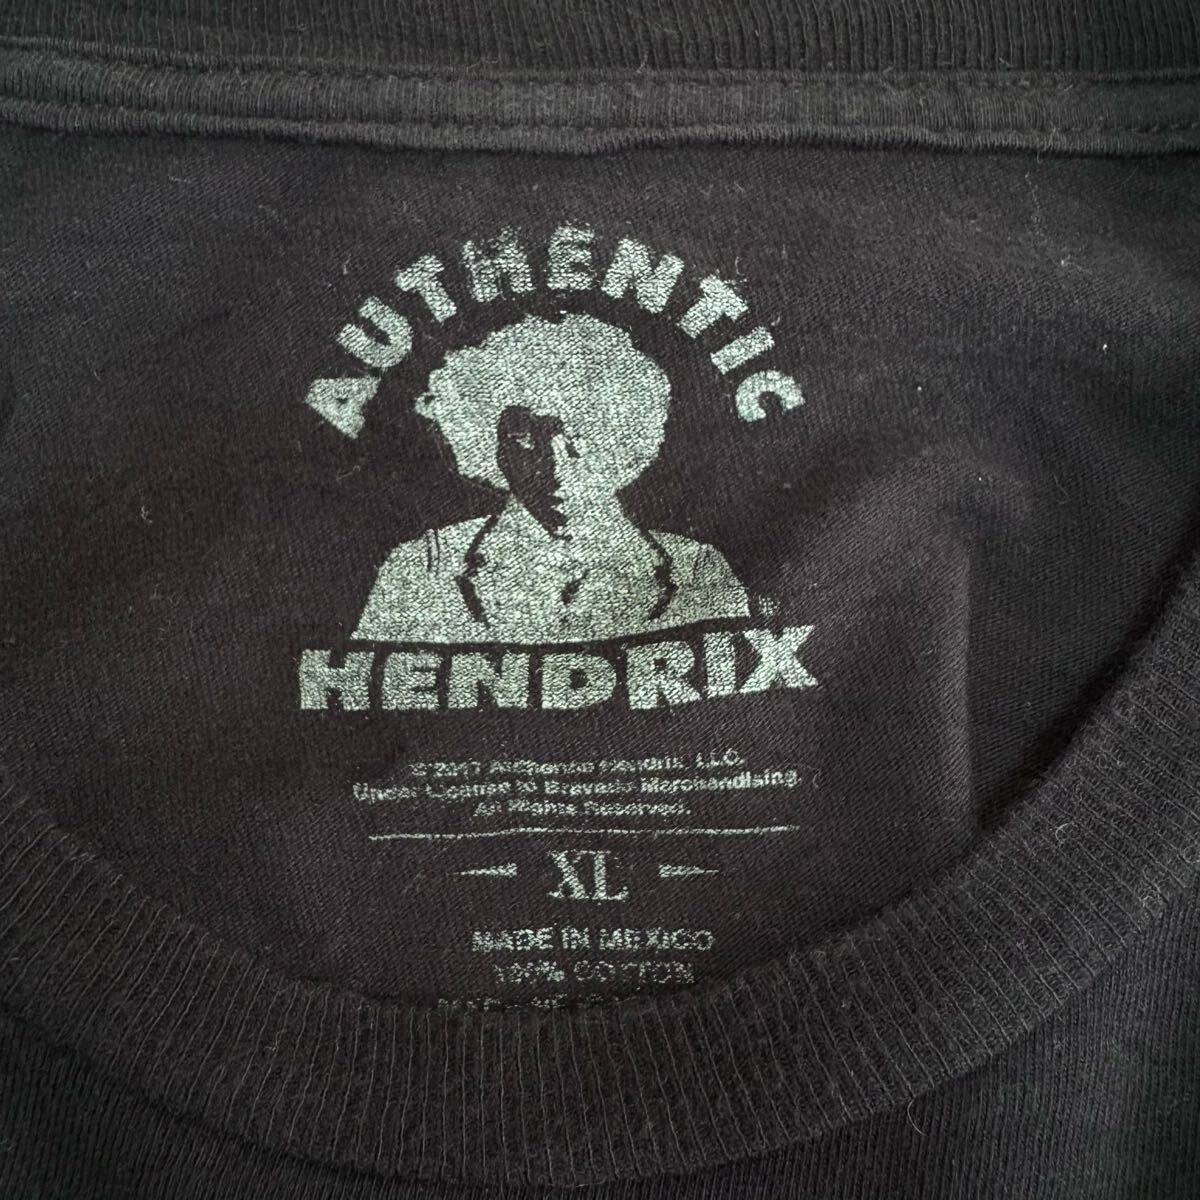 AUTHENTIC
HENDRIX
©2017 Authentic Hendrix, LLC.
Under License to Bravado Merchandising.
All Rights Reserved.
XL
MADE IN MEXICO
100% COTTON